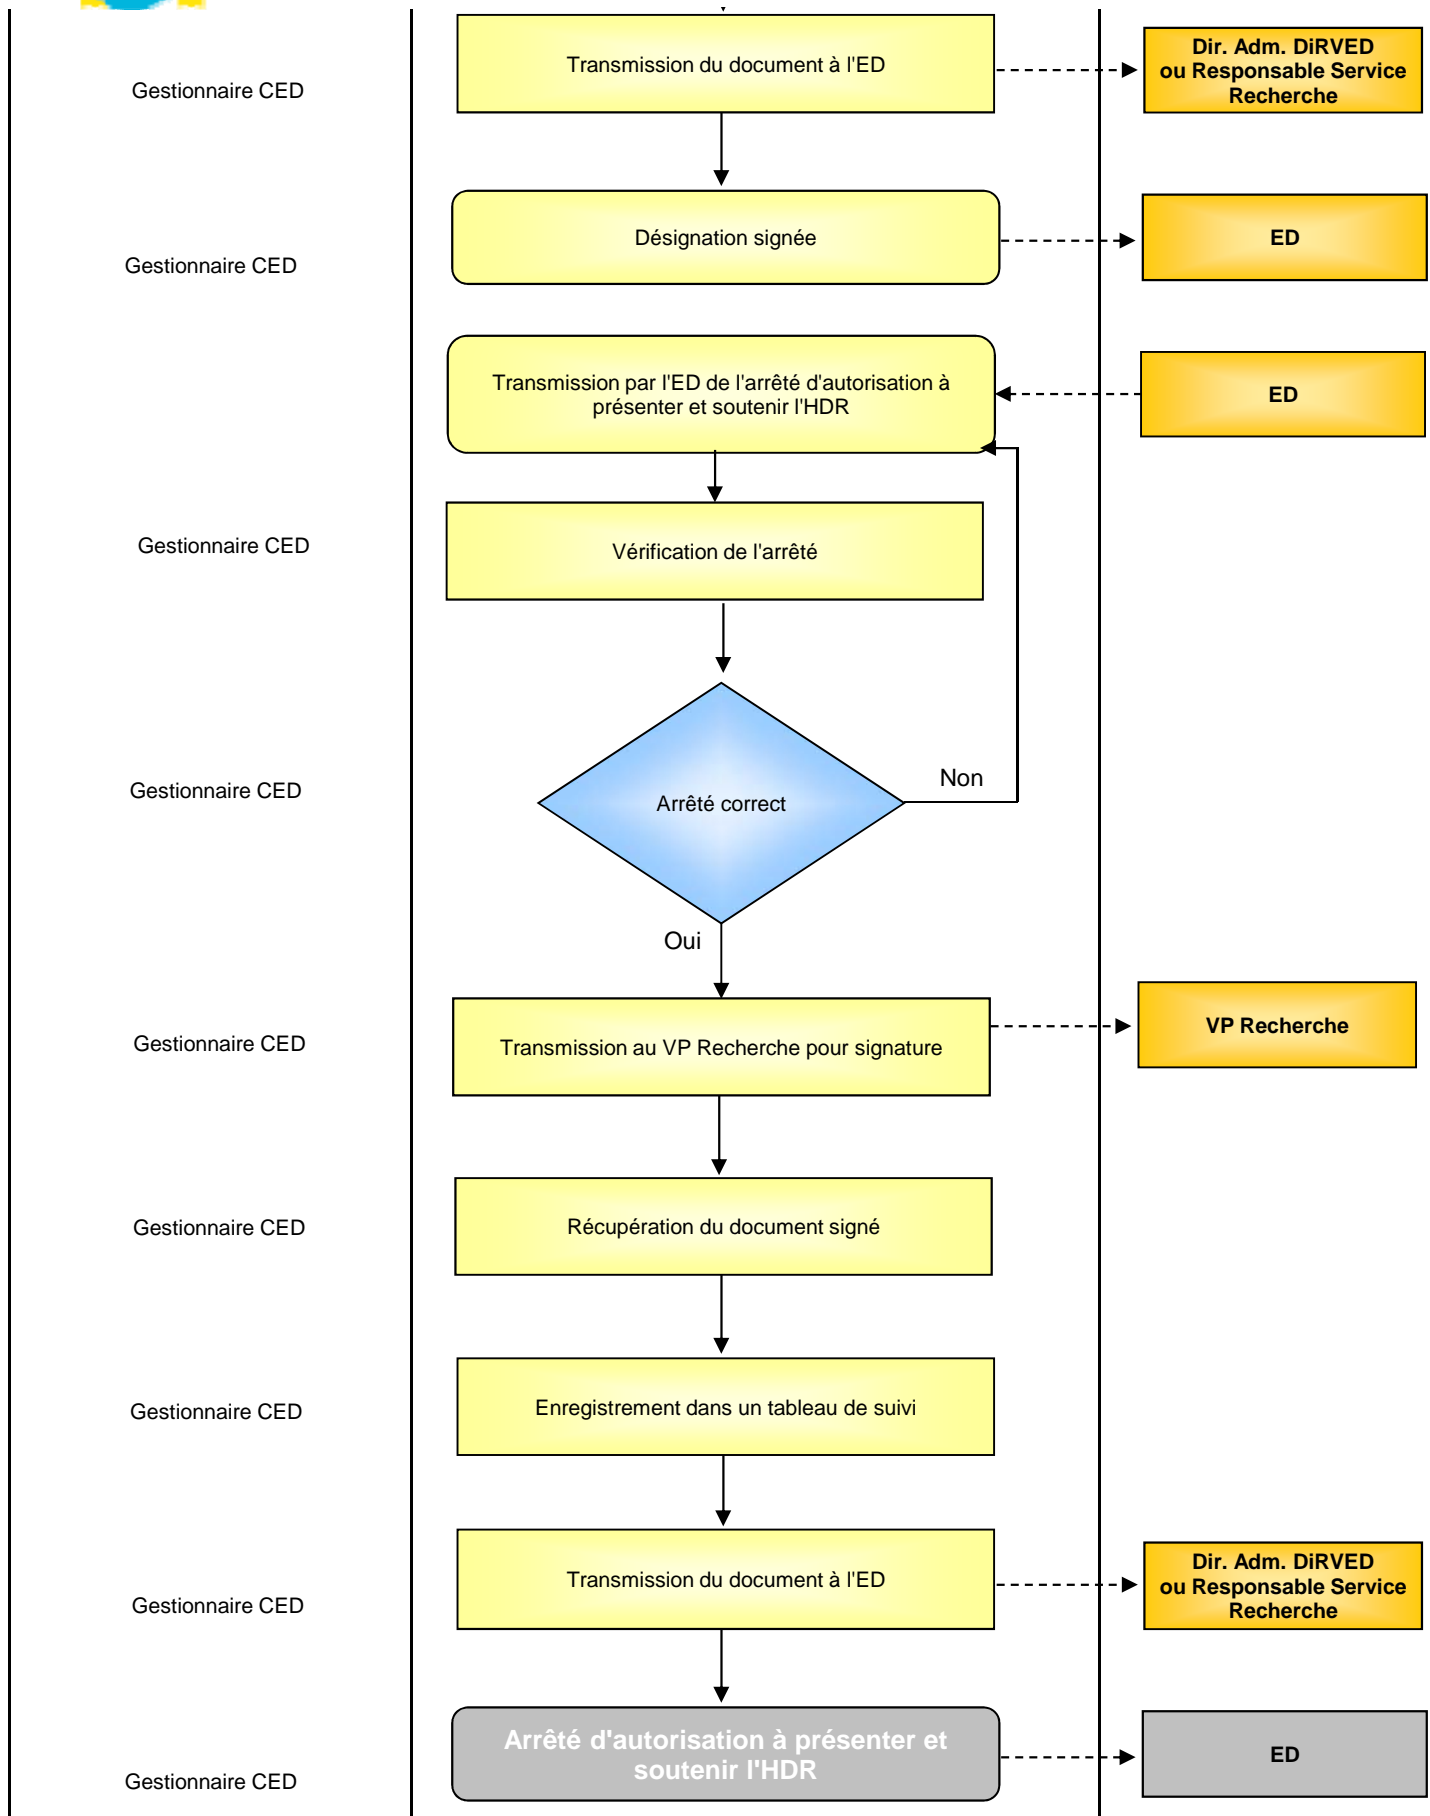 Gestionnaire CED
Transmission du document à l'ED
Dir. Adm. DiRVED
ou Responsable Service
Recherche
Gestionnaire CED
Désignation signée
ED
Transmission par l'ED de l'arrêté d'autorisation à
présenter et soutenir l'HDR
ED
Gestionnaire CED
Vérification de l'arrêté
Gestionnaire CED
Arrêté correct
Non
Oui
Gestionnaire CED
Transmission au VP Recherche pour signature
VP Recherche
Gestionnaire CED
Récupération du document signé
Gestionnaire CED
Enregistrement dans un tableau de suivi
Gestionnaire CED
Transmission du document à l'ED
Dir. Adm. DiRVED
ou Responsable Service
Recherche
Gestionnaire CED
Arrêté d'autorisation à présenter et
soutenir l'HDR
ED